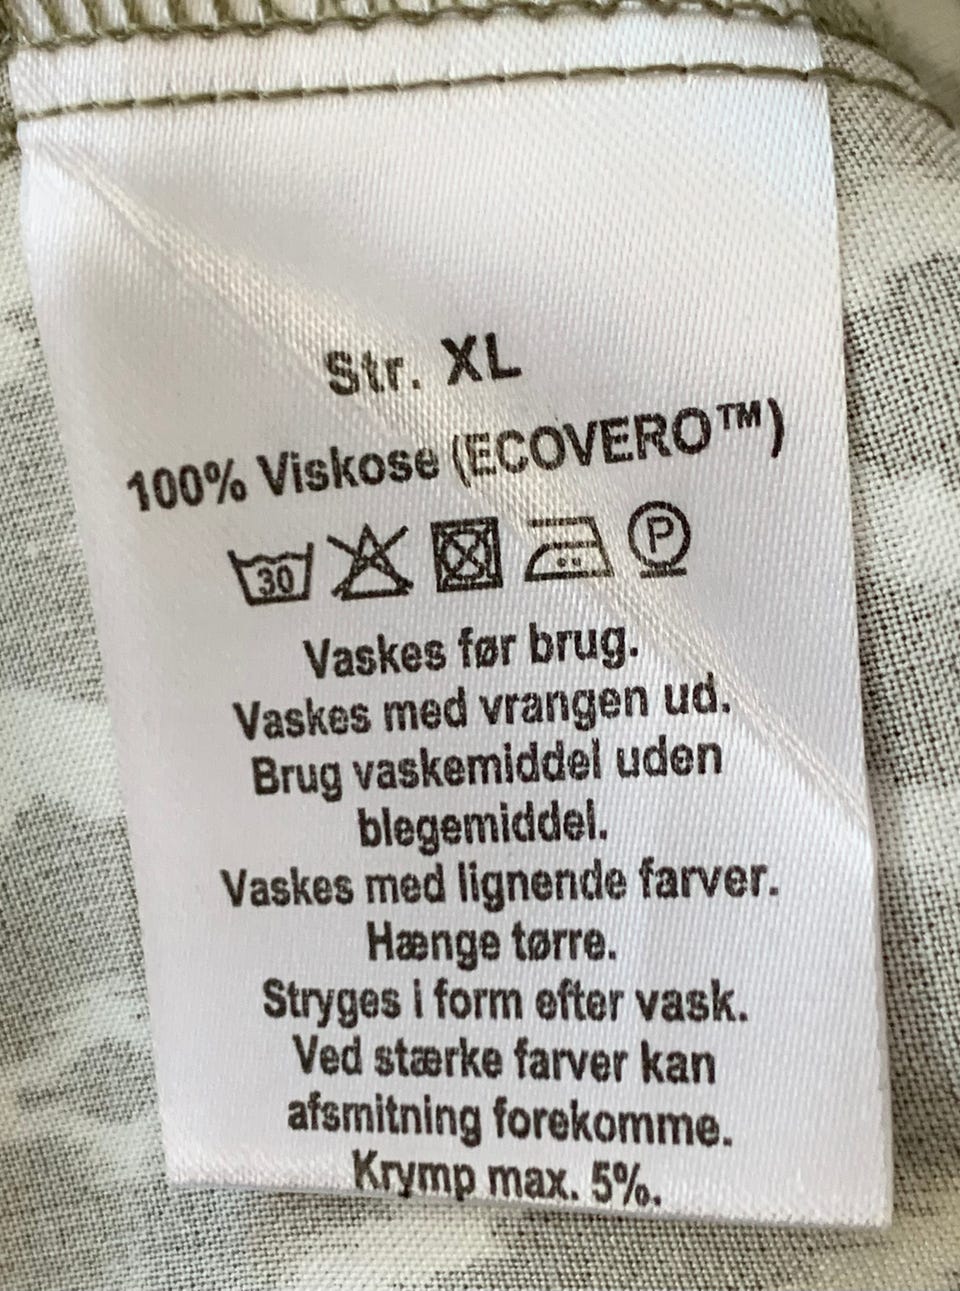 Str. XL
100% Viskose (ECOVERO™)
30 P
Vaskes før brug.
Vaskes med vrangen ud.
Brug vaskemiddel uden
blegemiddel.
Vaskes med lignende farver.
Hænge tørre.
Stryges i form efter vask.
Ved stærke farver kan
afsmitning forekomme.
Krymp max. 5%.